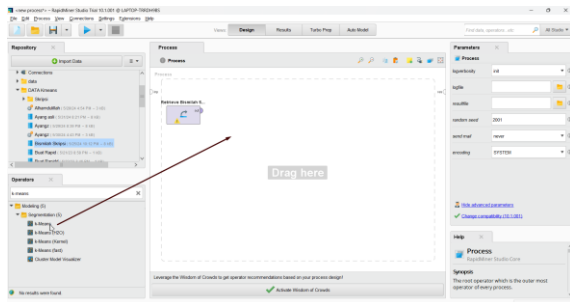 <new process*> – RapidMiner Studio Trial 10.1.001 @ LAPTOP-TREDH985
File Edit Process View Connections Settings Extensions Help
Views:
Design
Results
Turbo Prep
Auto Model
Find data, operators...etc
All Studio
Repository
Import Data
Connections
data
DATA Kmeans
Skripsi
Process
Process
Process
Retrieve
Drag here
Leverage the Wisdom of Crowds to get operator recommendations based on your process design!
Activate Wisdom of Crowds
Operators
k-means
Modeling (5)
Segmentation (5)
k-Means
k-Means (H2O)
k-Means (Kernel)
k-Means (fast)
Cluster Model Visualizer
No results were found.
Parameters
Process
logverbosity
init
logfile
resultfile
random seed
2001
send mail
never
encoding
SYSTEM
Hide advanced parameters
Change compatibility (10.1.001)
Help
Process
RapidMiner Studio Core
Synopsis
The root operator which is the outer most
operator of every process.